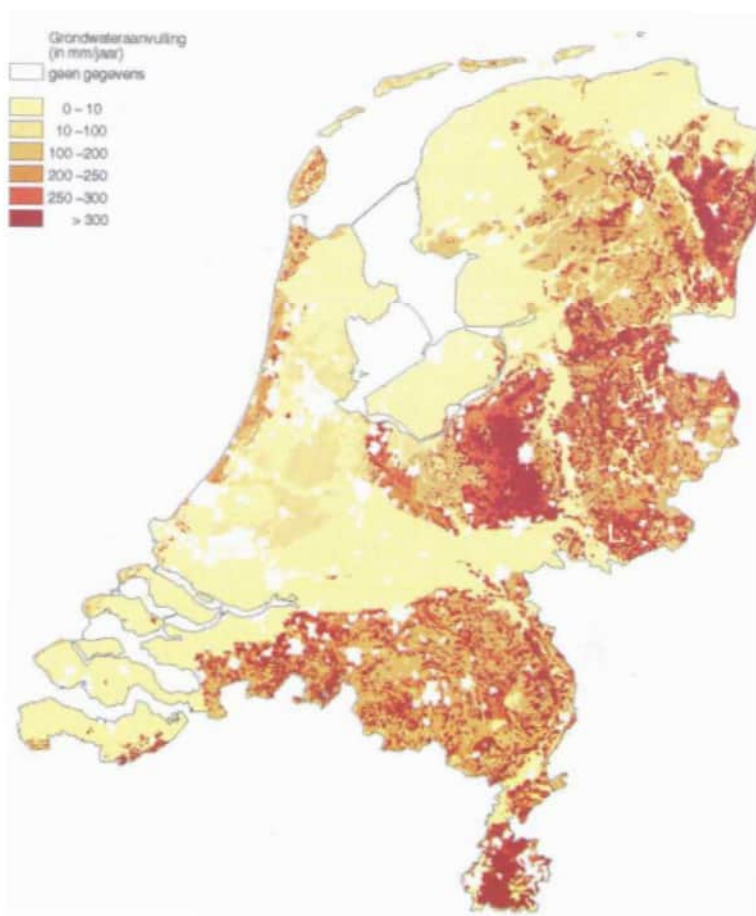 Grondwateraanvulling
(in mm/jaar)
geen gegevens
0 – 10
10 –100
100 –200
200 –250
250 –300
> 300